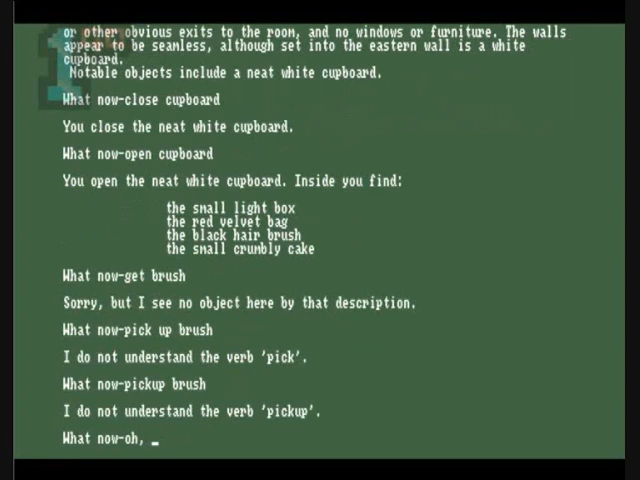 or other obvious exits to the room, and no windows or furniture. The walls
appear to be seamless, although set into the eastern wall is a white
cupboard.
Notable objects include a neat white cupboard.
What now-close cupboard
You close the neat white cupboard.
What now-open cupboard
You open the neat white cupboard. Inside you find:
the small light box
the red velvet bag
the black hair brush
the small crumbly cake
What now-get brush
Sorry, but I see no object here by that description.
What now-pick up brush
I do not understand the verb 'pick'.
What now-pickup brush
I do not understand the verb 'pickup'.
What now-oh, _